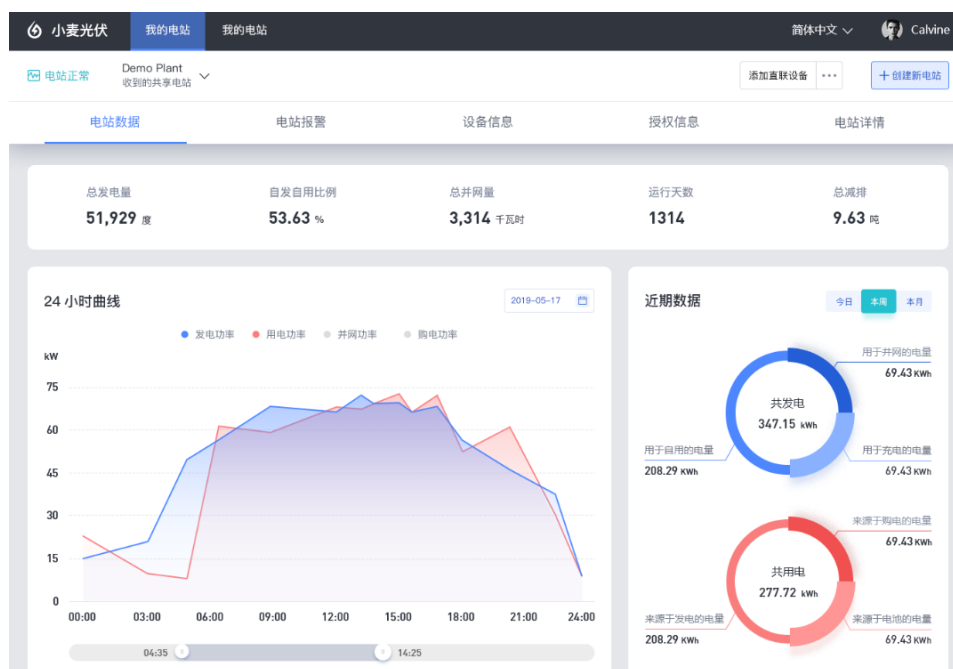 小麦光伏
我的电站
我的电站
简体中文
Calvine
电站正常
Demo Plant
收到的共享电站
添加直联设备
···
+创建新电站
电站数据
电站报警
设备信息
授权信息
电站详情
总发电量
51,929 度
自发自用比例
53.63 %
总并网量
3,314 千瓦时
运行天数
1314
总减排
9.63 吨
24 小时曲线
2019-05-17
发电功率
用电功率
并网功率
购电功率
kW
75
60
45
30
15
0
00:00
03:00
06:00
09:00
12:00
15:00
18:00
21:00
24:00
04:35
14:25
近期数据
今日
本周
本月
用于并网的电量
69.43 KWh
共发电
347.15 kWh
用于自用的电量
208.29 KWh
用于充电的电量
69.43 KWh
来源于购电的电量
69.43 KWh
共用电
277.72 kWh
来源于发电的电量
208.29 KWh
来源于电池的电量
69.43 KWh